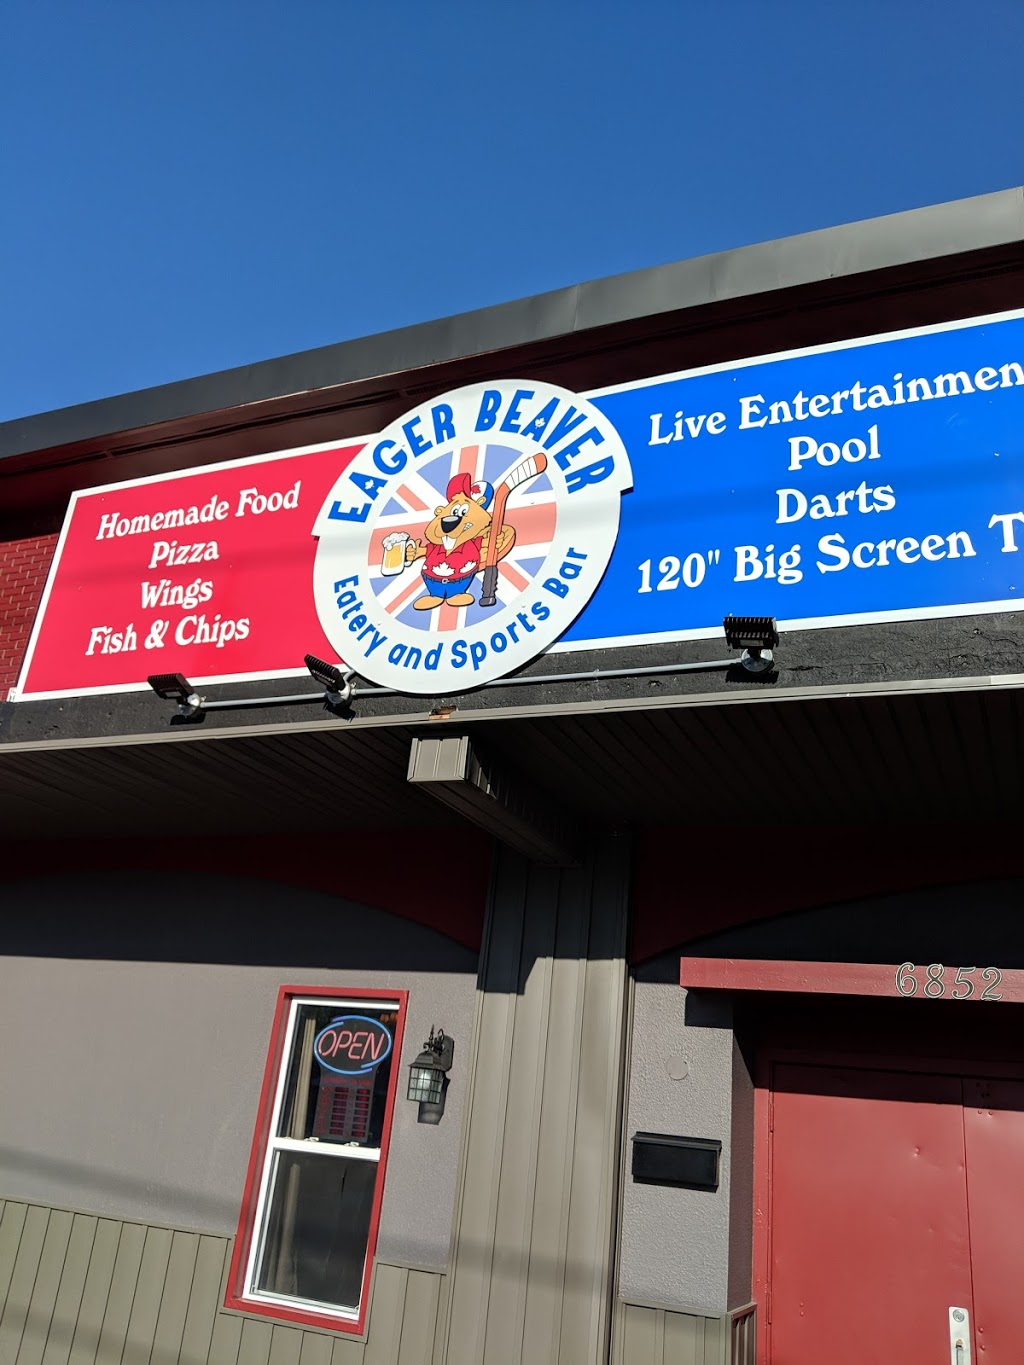 Homemade Food
Pizza
Wings
Fish & Chips
EAGER BEAVER
Eatery and Sports Bar
Live Entertainmen
Pool
Darts
120" Big Screen T
OPEN
6852